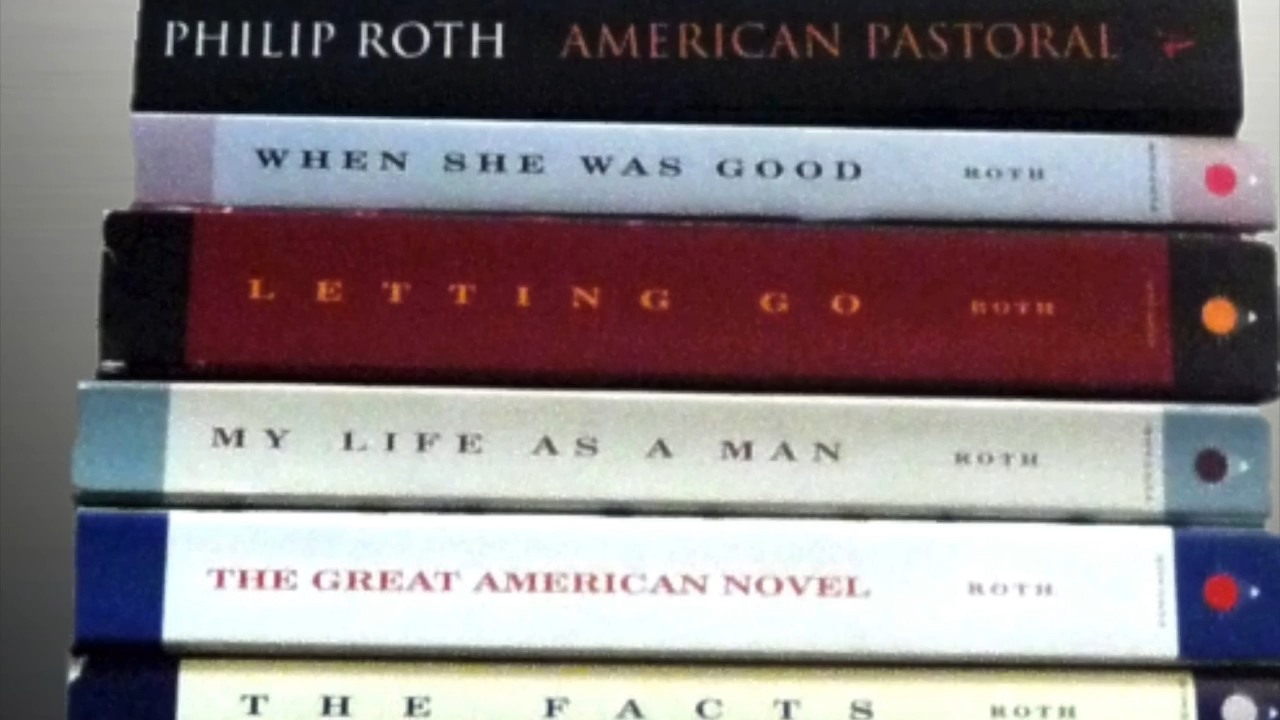 PHILIP ROTH AMERICAN PASTORAL
WHEN SHE WAS GOOD ROTH
LETTING GO ROTH
MY LIFE AS A MAN ROTH
THE GREAT AMERICAN NOVEL ROTH
THE FACTS ROTH